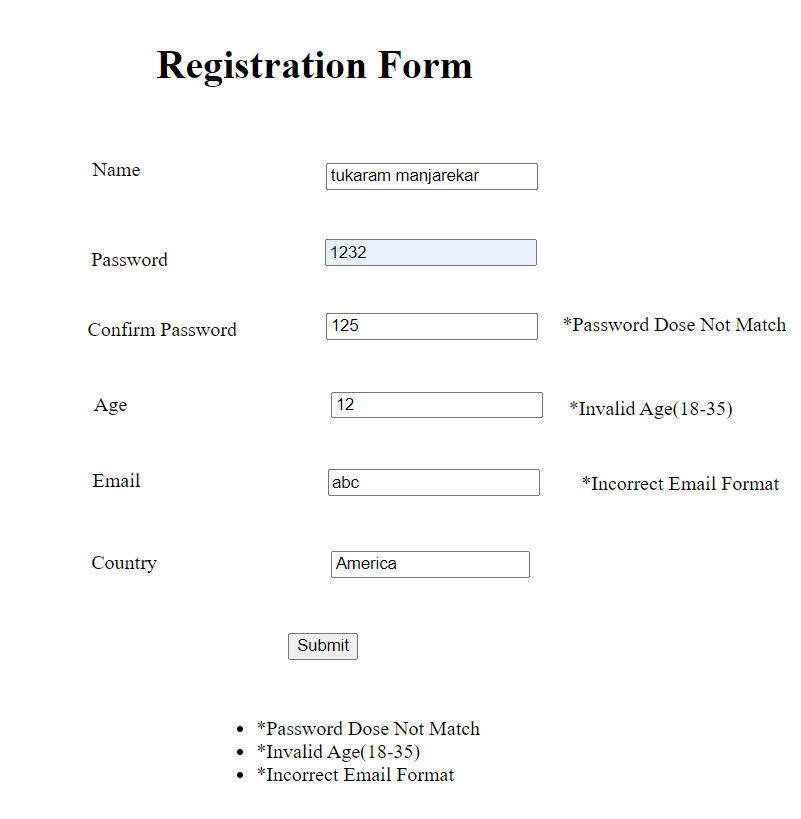 Registration Form
Name tukaram manjarekar
Password 1232
Confirm Password 125 *Password Dose Not Match
Age 12 *Invalid Age(18-35)
Email abc *Incorrect Email Format
Country America
Submit
• *Password Dose Not Match
• *Invalid Age(18-35)
• *Incorrect Email Format